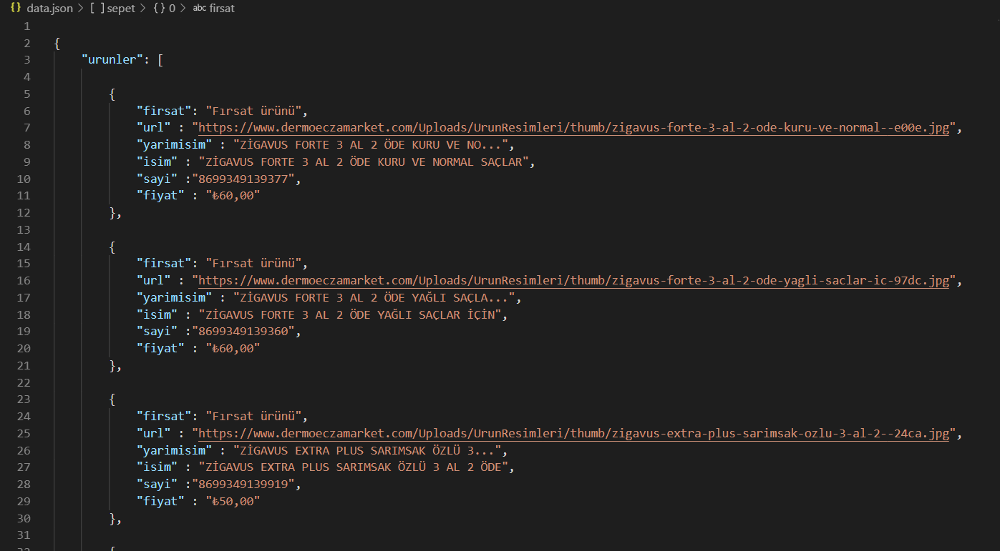 {} data.json > [ ] sepet > {} 0 > abc firsat
1
2 {
3 "urunler": [
4
5 {
6 "firsat": "Fırsat ürünü",
7 "url" : "https://www.dermoeczamarket.com/Uploads/UrunResimleri/thumb/zigavus-forte-3-al-2-ode-kuru-ve-normal--e00e.jpg",
8 "yarimisim" : "ZİGAVUS FORTE 3 AL 2 ÖDE KURU VE NO...",
9 "isim" : "ZİGAVUS FORTE 3 AL 2 ÖDE KURU VE NORMAL SAÇLAR",
10 "sayi" :"8699349139377",
11 "fiyat" : "₺60,00"
12 },
13
14 {
15 "firsat": "Fırsat ürünü",
16 "url" : "https://www.dermoeczamarket.com/Uploads/UrunResimleri/thumb/zigavus-forte-3-al-2-ode-yagli-saclar-ic-97dc.jpg",
17 "yarimisim" : "ZİGAVUS FORTE 3 AL 2 ÖDE YAĞLI SAÇLA...",
18 "isim" : "ZİGAVUS FORTE 3 AL 2 ÖDE YAĞLI SAÇLAR İÇİN",
19 "sayi" :"8699349139360",
20 "fiyat" : "₺60,00"
21 },
22
23 {
24 "firsat": "Fırsat ürünü",
25 "url" : "https://www.dermoeczamarket.com/Uploads/UrunResimleri/thumb/zigavus-extra-plus-sarimsak-ozlu-3-al-2--24ca.jpg",
26 "yarimisim" : "ZİGAVUS EXTRA PLUS SARIMSAK ÖZLÜ 3...",
27 "isim" : "ZİGAVUS EXTRA PLUS SARIMSAK ÖZLÜ 3 AL 2 ÖDE",
28 "sayi" :"8699349139919",
29 "fiyat" : "₺50,00"
30 },
31
32 {